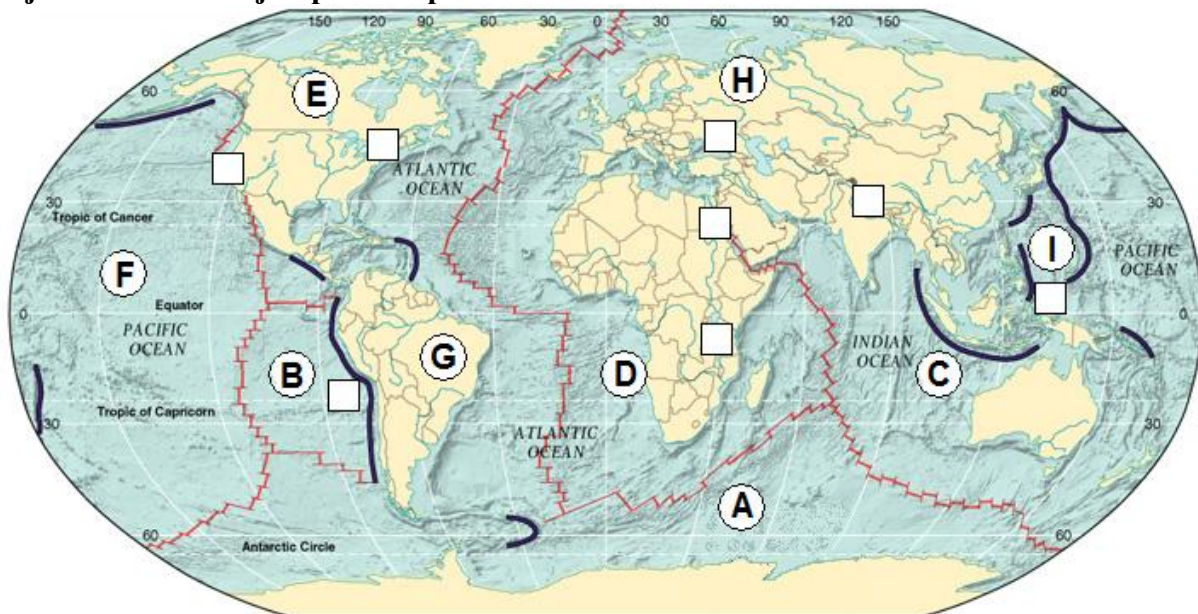 150 120 90 60 30 0 30 60 90 120 150
H
E
60
60
ATLANTIC
OCEAN
30
30
Tropic of Cancer
I
PACIFIC
OCEAN
F
Equator
0
0
PACIFIC
OCEAN
INDIAN
OCEAN
G
B
D
C
Tropic of Capricorn
30
30
ATLANTIC
OCEAN
A
60
60
Antarctic Circle